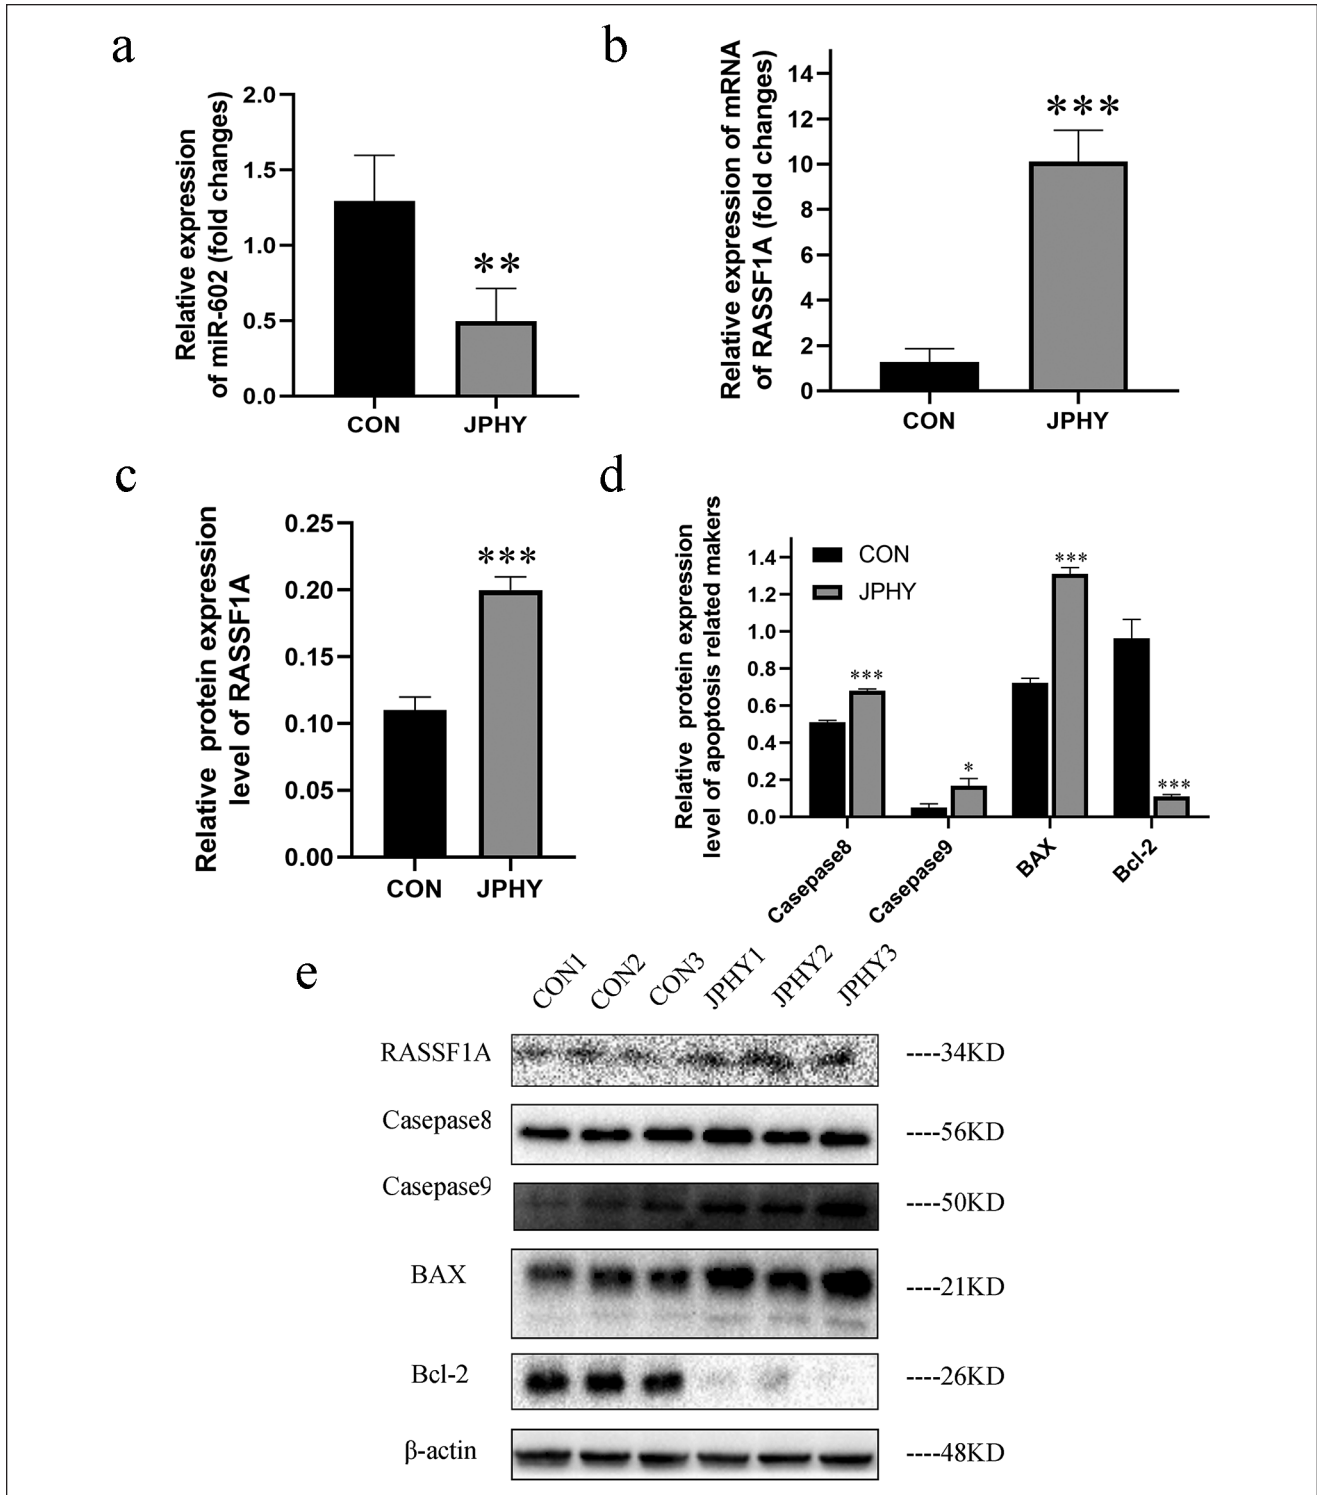 a
Relative expression
of miR-602 (fold changes)
2.0
1.5
1.0
0.5
0.0
**
CON
JPHY
b
Relative expression of mRNA
of RASSF1A (fold changes)
14
12
10
8
6
4
2
0
***
CON
JPHY
c
Relative protein expression
level of RASSF1A
0.25
0.20
0.15
0.10
0.05
0.00
***
CON
JPHY
d
Relative protein expression
level of apoptosis related makers
1.4
1.2
1.0
0.8
0.6
0.4
0.2
0.0
CON
JPHY
***
*
***
***
Casepase8
Casepase9
BAX
Bcl-2
e
CON1
CON2
CON3
JPHY1
JPHY2
JPHY3
RASSF1A
----34KD
Casepase8
----56KD
Casepase9
----50KD
BAX
----21KD
Bcl-2
----26KD
β-actin
----48KD